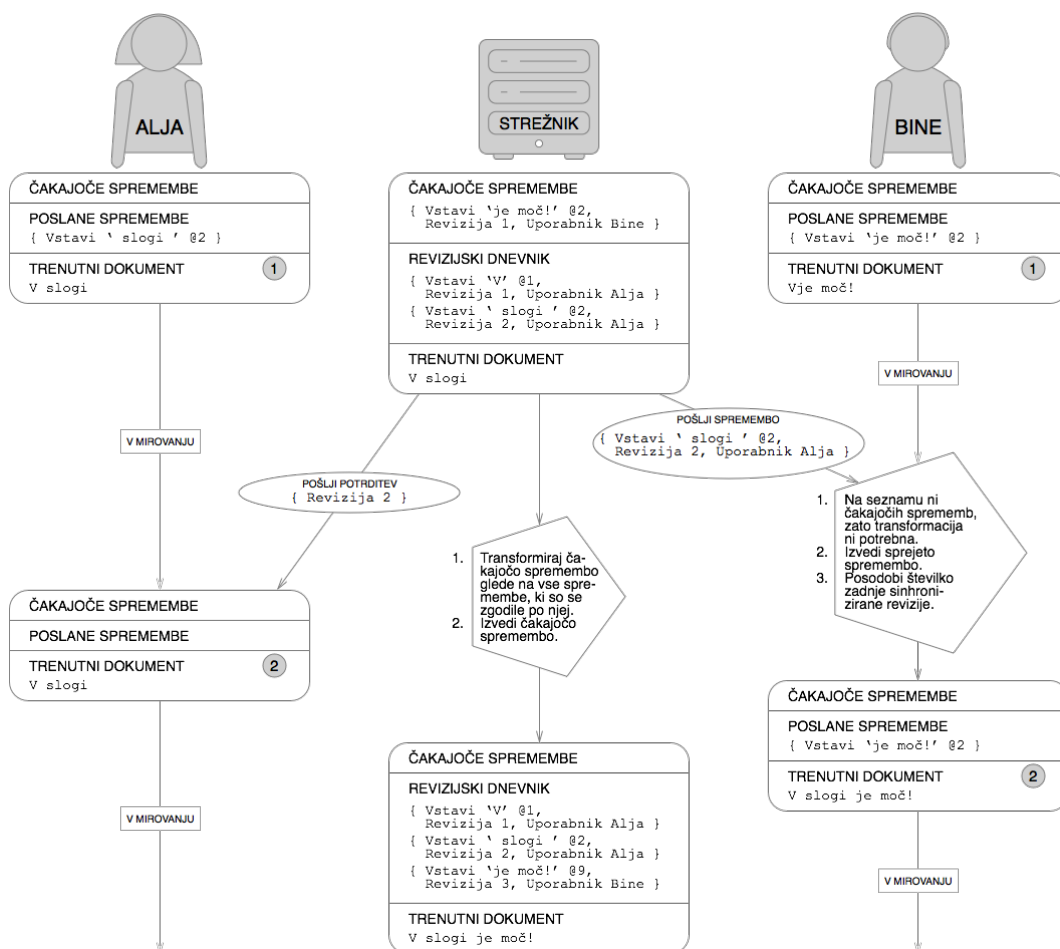 ALJA
ČAKAJOČE SPREMEMBE
POSLANE SPREMEMBE
{ Vstavi ‘ slogi ’ @2 }
TRENUTNI DOKUMENT
1
V slogi
V MIROVANJU
ČAKAJOČE SPREMEMBE
POSLANE SPREMEMBE
TRENUTNI DOKUMENT
2
V slogi
V MIROVANJU
STREŽNIK
ČAKAJOČE SPREMEMBE
{ Vstavi ‘je moč!’ @2,
Revizija 1, Uporabnik Bine }
REVIZIJSKI DNEVNIK
{ Vstavi ‘V’ @1,
Revizija 1, Uporabnik Alja }
{ Vstavi ‘ slogi ’ @2,
Revizija 2, Uporabnik Alja }
TRENUTNI DOKUMENT
V slogi
POŠLJI POTRDITEV
{ Revizija 2 }
POŠLJI SPREMEMBO
{ Vstavi ‘ slogi ’ @2,
Revizija 2, Uporabnik Alja }
1. Transformiraj ča-
kajočo spremembo
glede na vse spre-
membe, ki so se
zgodile po njej.
2. Izvedi čakajočo
spremembo.
ČAKAJOČE SPREMEMBE
REVIZIJSKI DNEVNIK
{ Vstavi ‘V’ @1,
Revizija 1, Uporabnik Alja }
{ Vstavi ‘ slogi ’ @2,
Revizija 2, Uporabnik Alja }
{ Vstavi ‘je moč!’ @9,
Revizija 3, Uporabnik Bine }
TRENUTNI DOKUMENT
V slogi je moč!
BINE
ČAKAJOČE SPREMEMBE
POSLANE SPREMEMBE
{ Vstavi ‘je moč!’ @2 }
TRENUTNI DOKUMENT
1
Vje moč!
V MIROVANJU
1. Na seznamu ni
čakajočih sprememb,
zato transformacija
ni potrebna.
2. Izvedi sprejeto
spremembo.
3. Posodobi številko
zadnje sinhroni-
zirane revizije.
ČAKAJOČE SPREMEMBE
POSLANE SPREMEMBE
{ Vstavi ‘je moč!’ @2 }
TRENUTNI DOKUMENT
2
V slogi je moč!
V MIROVANJU